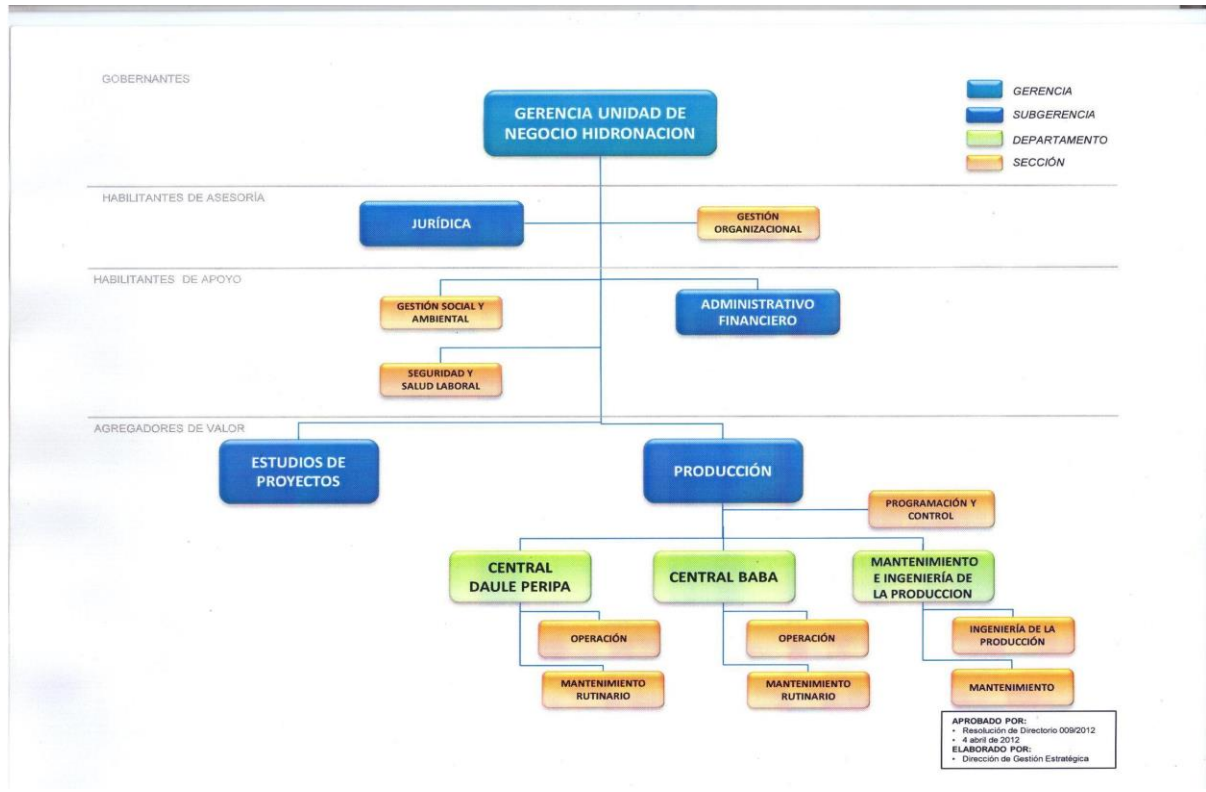 GOBERNANTES
GERENCIA UNIDAD DE
NEGOCIO HIDRONACION
GERENCIA
SUBGERENCIA
DEPARTAMENTO
SECCIÓN
HABILITANTES DE ASESORÍA
JURÍDICA
GESTIÓN
ORGANIZACIONAL
HABILITANTES DE APOYO
GESTIÓN SOCIAL Y
AMBIENTAL
ADMINISTRATIVO
FINANCIERO
SEGURIDAD Y
SALUD LABORAL
AGREGADORES DE VALOR
ESTUDIOS DE
PROYECTOS
PRODUCCIÓN
PROGRAMACIÓN Y
CONTROL
CENTRAL
DAULE PERIPA
CENTRAL BABA
MANTENIMIENTO
E INGENIERÍA DE
LA PRODUCCION
OPERACIÓN
OPERACIÓN
INGENIERÍA DE LA
PRODUCCIÓN
MANTENIMIENTO
RUTINARIO
MANTENIMIENTO
RUTINARIO
MANTENIMIENTO
APROBADO POR:
• Resolución de Directorio 009/2012
• 4 abril de 2012
ELABORADO POR:
• Dirección de Gestión Estratégica